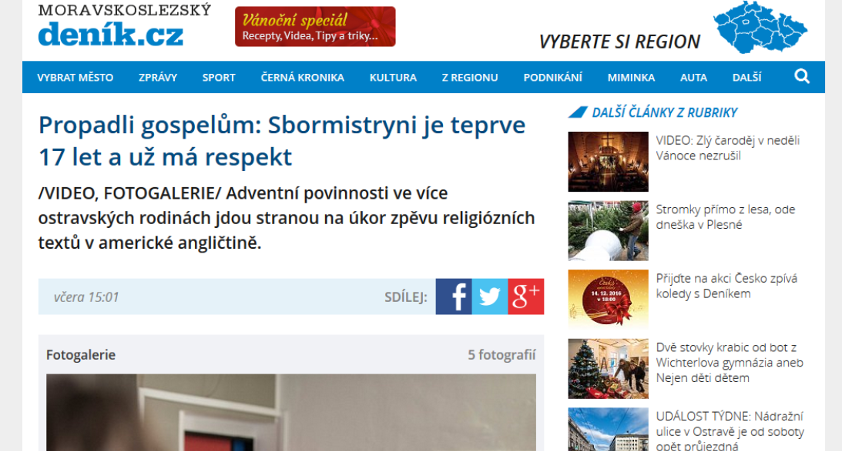 MORAVSKOSLEZSKÝ
deník.cz
Vánoční speciál
Recepty, Videa, Tipy a triky...
VYBERTE SI REGION
VYBRAT MĚSTO ZPRÁVY SPORT ČERNÁ KRONIKA KULTURA Z REGIONU PODNIKÁNÍ MIMINKA AUTA DALŠÍ
Propadli gospelům: Sbormistryni je teprve
17 let a už má respekt
/VIDEO, FOTOGALERIE/ Adventní povinnosti ve více
ostravských rodinách jdou stranou na úkor zpěvu religiózních
textů v americké angličtině.
včera 15:01
SDÍLEJ:
f
g+
Fotogalerie
5 fotografií
DALŠÍ ČLÁNKY Z RUBRIKY
VIDEO: Zlý čaroděj v neděli
Vánoce nezrušil
Stromky přímo z lesa, ode
dneška v Plesné
Přijďte na akci Česko zpívá
koledy s Deníkem
Dvě stovky krabic od bot z
Wichterlova gymnázia aneb
Nejen děti dětem
UDÁLOST TÝDNE: Nádražní
ulice v Ostravě je od soboty
opět průjezdná